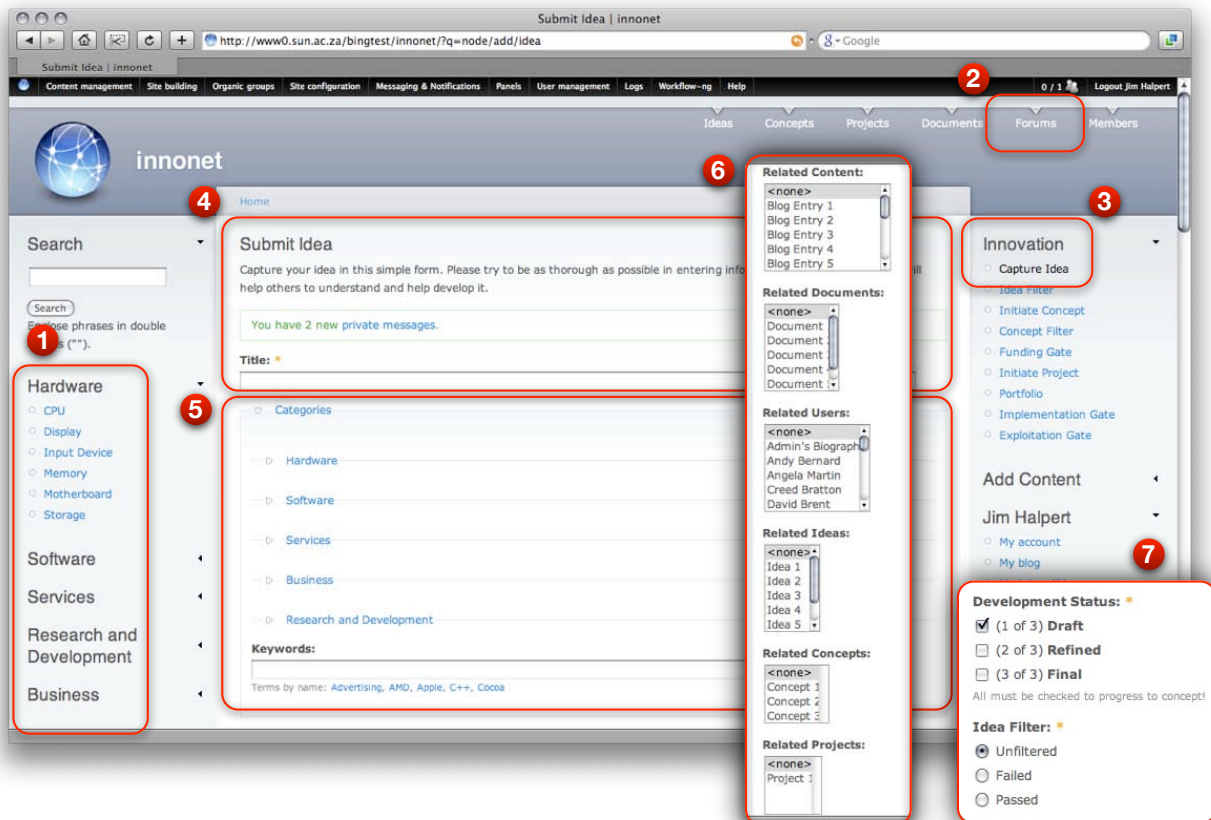 Submit Idea | innonet
http://www0.sun.ac.za/bingtest/innonet/?q=node/add/idea
Google
Submit Idea | innonet
Content management Site building Organic groups Site configuration Messaging & Notifications Panels User management Logs Workflow-ng Help 0 / 1 Logout Jim Halpert
2
Ideas Concepts Projects Documents Forums Members
innonet
4
Home
6
3
Search
Search
Enclose phrases in double
("").
1
Hardware
CPU
Display
Input Device
Memory
Motherboard
Storage
Software
Services
Research and
Development
Business
Submit Idea
Capture your idea in this simple form. Please try to be as thorough as possible in entering
help others to understand and help develop it.
You have 2 new private messages.
Title: *
5
Categories
Hardware
Software
Services
Business
Research and Development
Keywords:
Terms by name: Advertising, AMD, Apple, C++, Cocoa
Related Content:
<none>
Blog Entry 1
Blog Entry 2
Blog Entry 3
Blog Entry 4
Blog Entry 5
Related Documents:
<none>
Document
Document
Document
Document
Document
Related Users:
<none>
Admin's Biograph
Andy Bernard
Angela Martin
Creed Bratton
David Brent
Related Ideas:
<none>
Idea 1
Idea 2
Idea 3
Idea 4
Idea 5
Related Concepts:
<none>
Concept 1
Concept 2
Concept 3
Related Projects:
<none>
Project 1
Innovation
Capture Idea
Idea Filter
Initiate Concept
Concept Filter
Funding Gate
Initiate Project
Portfolio
Implementation Gate
Exploitation Gate
Add Content
Jim Halpert
My account
My blog
7
Development Status: *
(1 of 3) Draft
(2 of 3) Refined
(3 of 3) Final
All must be checked to progress to concept!
Idea Filter: *
Unfiltered
Failed
Passed